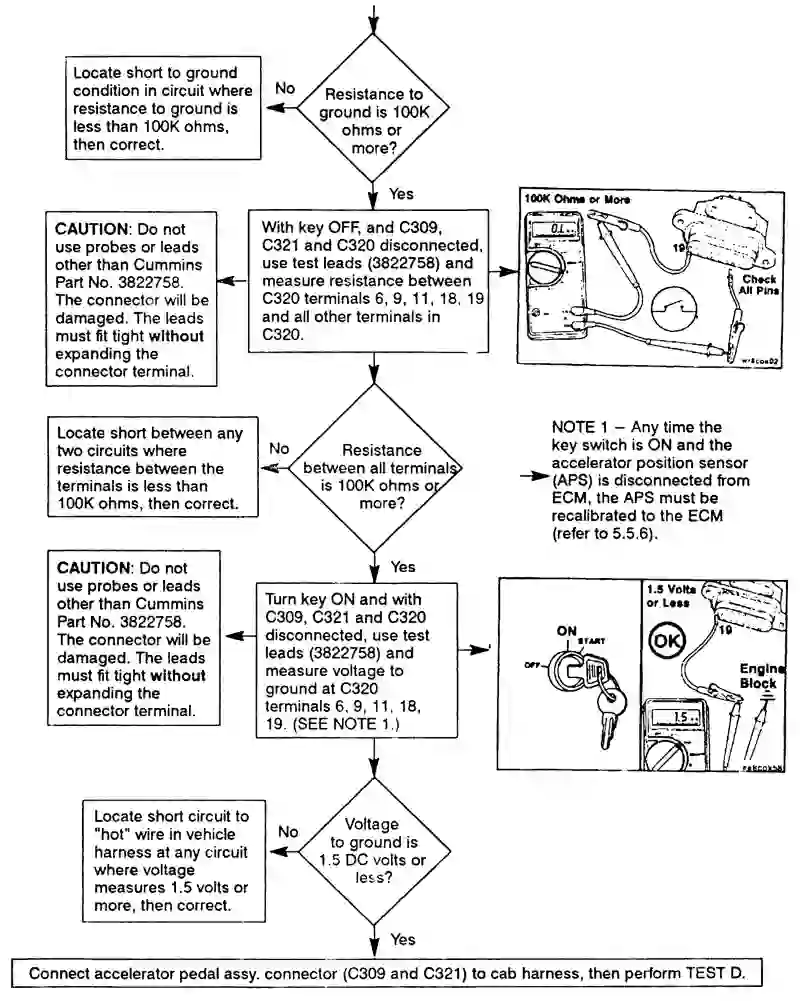 Locate short to ground
condition in circuit where
resistance to ground is
less than 100K ohms,
then correct.
No
Resistance to
ground is 100K
ohms or
more?
Yes
CAUTION: Do not
use probes or leads
other than Cummins
Part No. 3822758.
The connector will be
damaged. The leads
must fit tight without
expanding the
connector terminal.
With key OFF, and C309,
C321 and C320 disconnected,
use test leads (3822758) and
measure resistance between
C320 terminals 6, 9, 11, 18, 19
and all other terminals in
C320.
100K Ohms or More
0.L
19
Check
All Pins
Locate short between any
two circuits where
resistance between the
terminals is less than
100K ohms, then correct.
No
Resistance
between all terminals
is 100K ohms or
more?
Yes
NOTE 1 – Any time the
key switch is ON and the
accelerator position sensor
(APS) is disconnected from
ECM, the APS must be
recalibrated to the ECM
(refer to 5.5.6).
CAUTION: Do not
use probes or leads
other than Cummins
Part No. 3822758.
The connector will be
damaged. The leads
must fit tight without
expanding the
connector terminal.
Turn key ON and with
C309, C321 and C320
disconnected, use test
leads (3822758) and
measure voltage to
ground at C320
terminals 6, 9, 11, 18,
19. (SEE NOTE 1.)
ON
START
OFF
1.5 Volts
or Less
19
OK
Engine
Block
1.5
Locate short circuit to
"hot" wire in vehicle
harness at any circuit
where voltage
measures 1.5 volts or
more, then correct.
No
Voltage
to ground is
1.5 DC volts or
less?
Yes
Connect accelerator pedal assy. connector (C309 and C321) to cab harness, then perform TEST D.